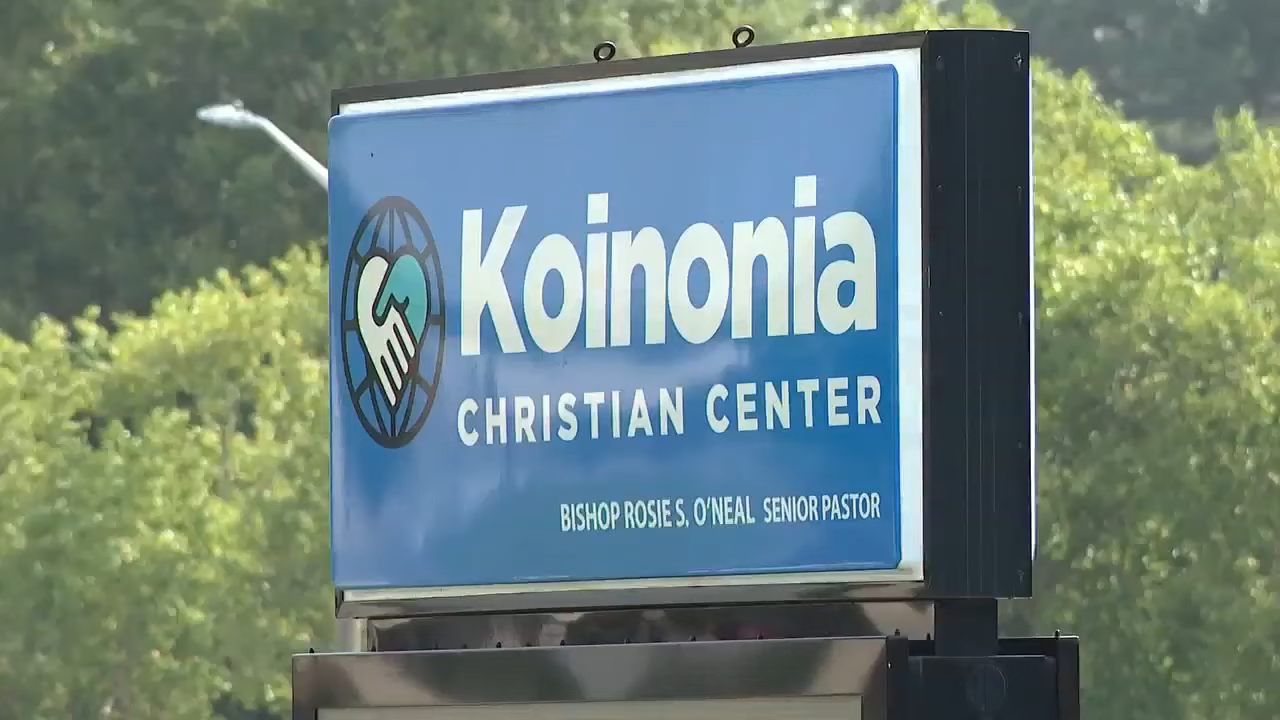 Koinonia
CHRISTIAN CENTER
BISHOP ROSIE S. O'NEAL SENIOR PASTOR